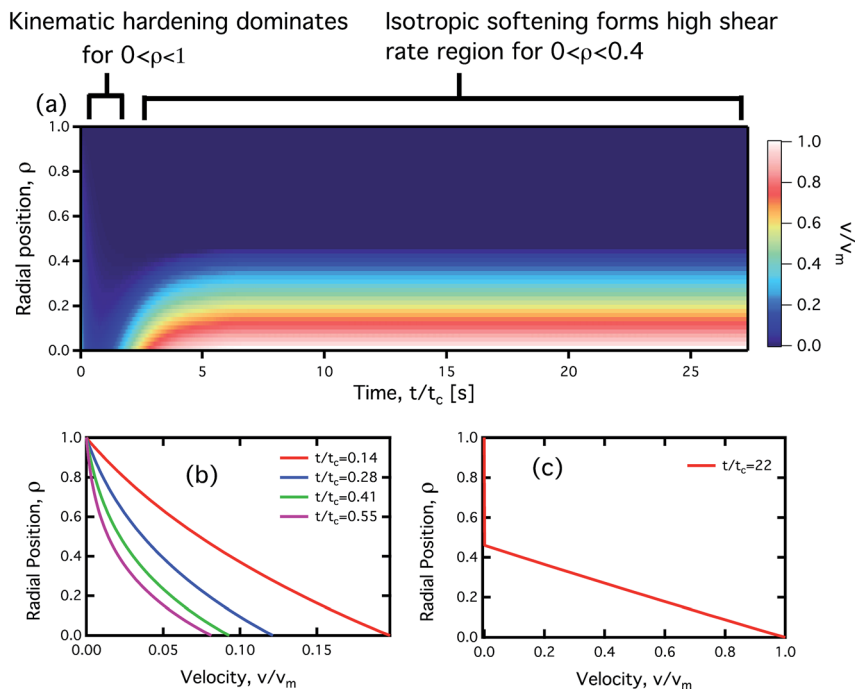 Kinematic hardening dominates
for 0<ρ<1
Isotropic softening forms high shear
rate region for 0<ρ<0.4
(a)
1.0
0.8
0.6
0.4
0.2
0.0
Radial position, ρ
0
5
10
15
20
25
Time, t/tc [s]
1.0
0.8
0.6
0.4
0.2
0.0
v/vm
(b)
1.0
0.8
0.6
0.4
0.2
0.0
Radial Position, ρ
t/tc=0.14
t/tc=0.28
t/tc=0.41
t/tc=0.55
0.00
0.05
0.10
0.15
Velocity, v/vm
(c)
1.0
0.8
0.6
0.4
0.2
0.0
Radial Position, ρ
t/tc=22
0.0
0.2
0.4
0.6
0.8
1.0
Velocity, v/vm